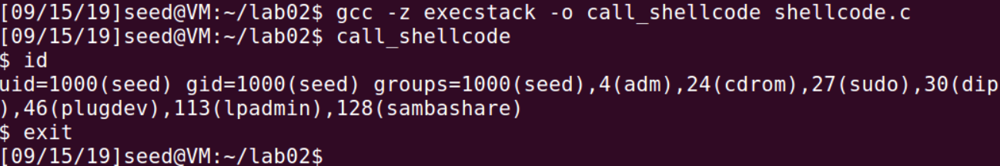 [09/15/19]seed@VM:~/lab02$ gcc -z execstack -o call_shellcode shellcode.c
[09/15/19]seed@VM:~/lab02$ call_shellcode
$ id
uid=1000(seed) gid=1000(seed) groups=1000(seed),4(adm),24(cdrom),27(sudo),30(dip
),46(plugdev),113(lpadmin),128(sambashare)
$ exit
[09/15/19]seed@VM:~/lab02$